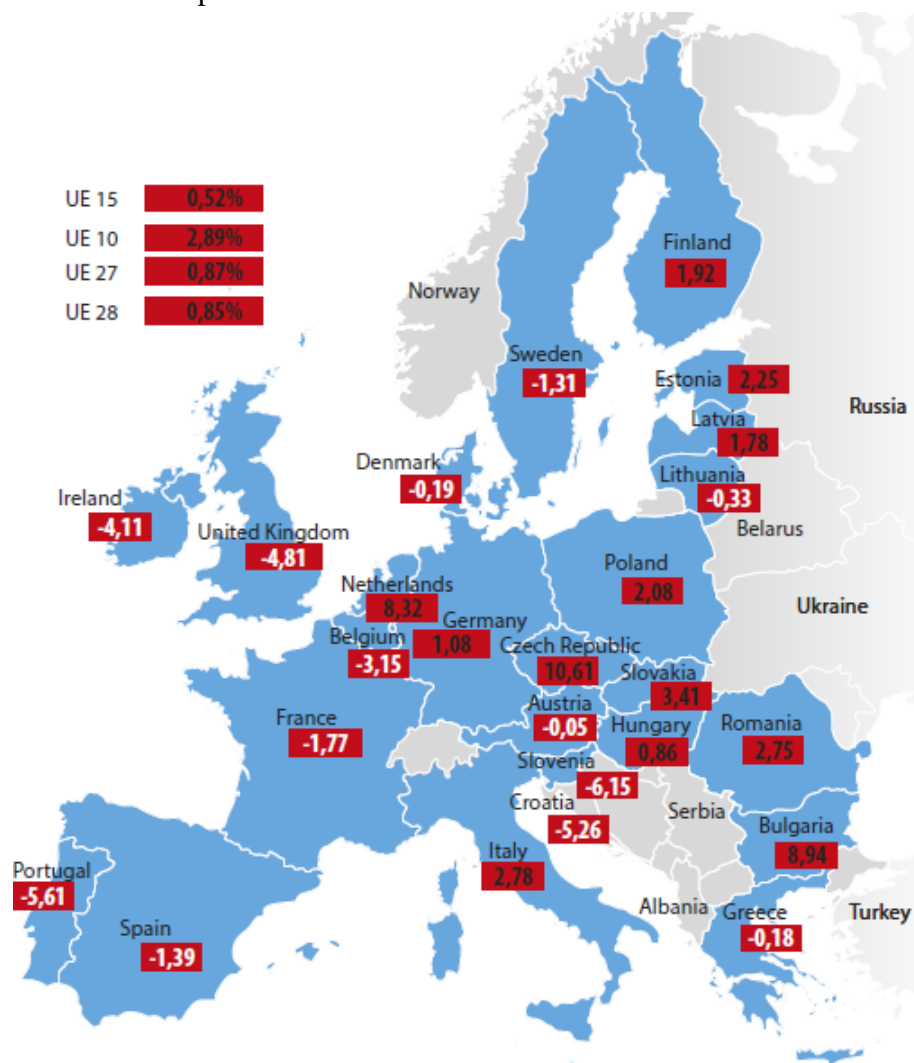 UE 15 0,52%
UE 10 2,89%
UE 27 0,87%
UE 28 0,85%
Finland
1,92
Norway
Sweden
-1,31
Estonia 2,25
Latvia
1,78
Russia
Denmark
-0,19
Lithuania
-0,33
Ireland
-4,11
United Kingdom
-4,81
Belarus
Poland
2,08
Netherlands
8,32
Ukraine
Germany
1,08
Belgium
-3,15
Czech Republic
10,61
Slovakia
3,41
Austria
-0,05
France
-1,77
Hungary
0,86
Romania
2,75
Slovenia
-6,15
Croatia
-5,26
Serbia
Bulgaria
8,94
Italy
2,78
Portugal
-5,61
Albania
Greece
-0,18
Turkey
Spain
-1,39